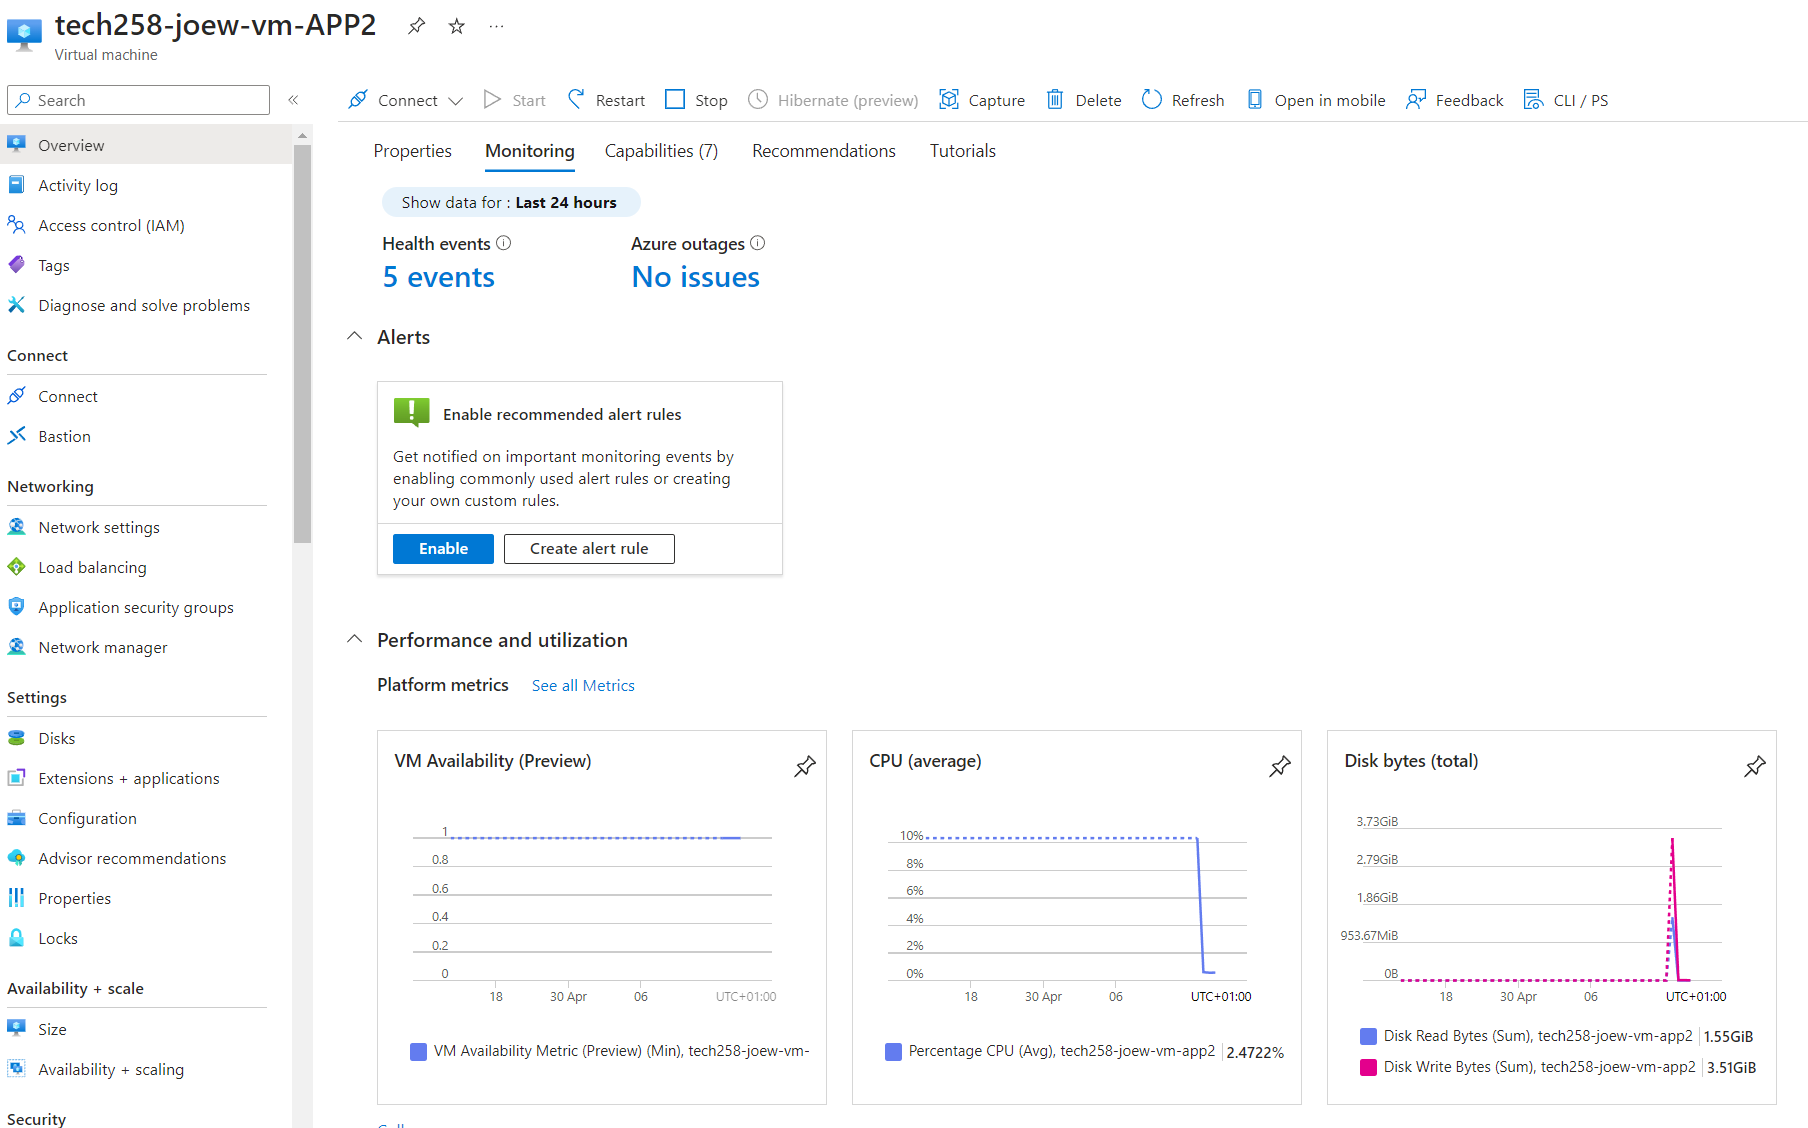 tech258-joew-vm-APP2
Virtual machine
Search
Connect
Start
Restart
Stop
Hibernate (preview)
Capture
Delete
Refresh
Open in mobile
Feedback
CLI / PS
Overview
Activity log
Access control (IAM)
Tags
Diagnose and solve problems
Connect
Connect
Bastion
Networking
Network settings
Load balancing
Application security groups
Network manager
Settings
Disks
Extensions + applications
Configuration
Advisor recommendations
Properties
Locks
Availability + scale
Size
Availability + scaling
Security
Properties
Monitoring
Capabilities (7)
Recommendations
Tutorials
Show data for : Last 24 hours
Health events
5 events
Azure outages
No issues
Alerts
Enable recommended alert rules
Get notified on important monitoring events by
enabling commonly used alert rules or creating
your own custom rules.
Enable
Create alert rule
Performance and utilization
Platform metrics
See all Metrics
VM Availability (Preview)
1
0.8
0.6
0.4
0.2
0
18
30 Apr
06
UTC+01:00
VM Availability Metric (Preview) (Min), tech258-joew-vm-
CPU (average)
10%
8%
6%
4%
2%
0%
18
30 Apr
06
UTC+01:00
Percentage CPU (Avg), tech258-joew-vm-app2
2.4722%
Disk bytes (total)
3.73GiB
2.79GiB
1.86GiB
953.67MiB
0B
18
30 Apr
06
UTC+01:00
Disk Read Bytes (Sum), tech258-joew-vm-app2
1.55GiB
Disk Write Bytes (Sum), tech258-joew-vm-app2
3.51GiB